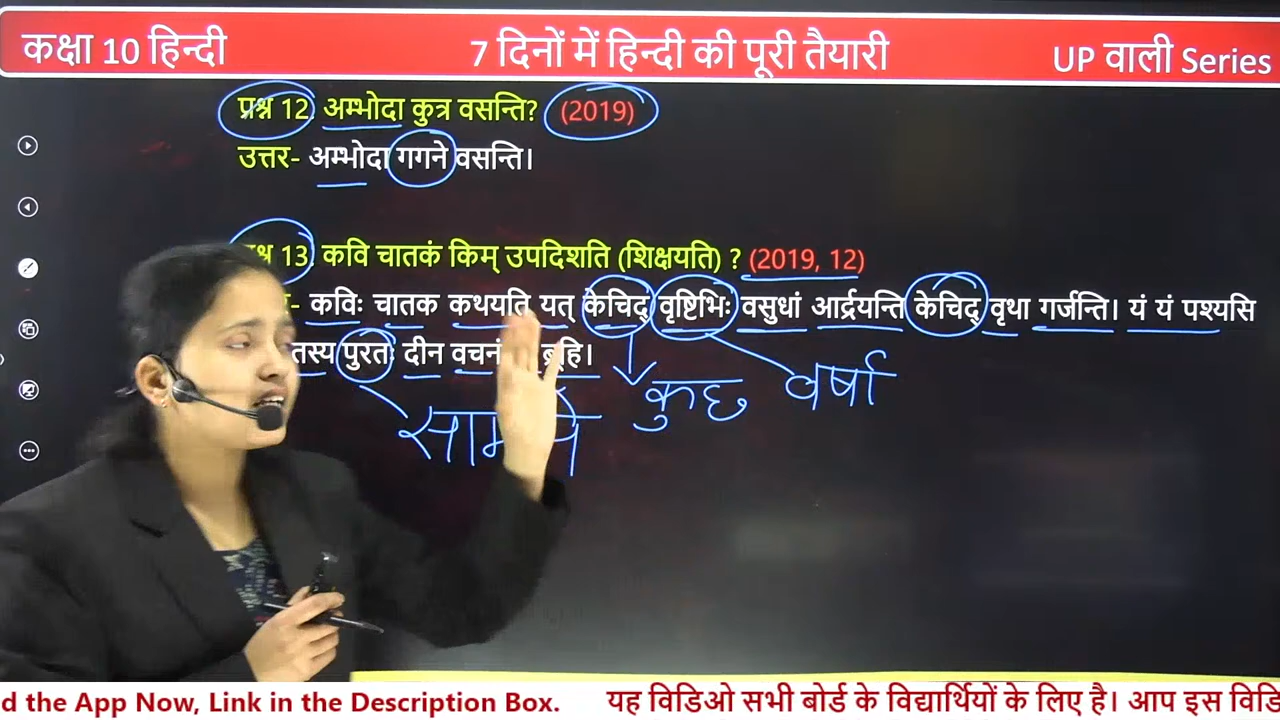 कक्षा 10 हिन्दी 7 दिनों में हिन्दी की पूरी तैयारी UP वाली Series
प्रश्न 12. अम्भोदा कुत्र वसन्ति? (2019)
उत्तर- अम्भोदा गगने वसन्ति।
13. कवि चातकं किम् उपदिशति (शिक्षयति) ? (2019, 12)
कविः चातक कथयति यत् केचिद् वृष्टिभिः वसुधां आर्द्रयन्ति केचिद् वृथा गर्जन्ति। यं यं पश्यसि
तस्य पुरतः दीन वचनं ब्रूहि।
कुछ वर्षा
सामने
d the App Now, Link in the Description Box. यह विडिओ सभी बोर्ड के विद्यार्थियों के लिए है। आप इस